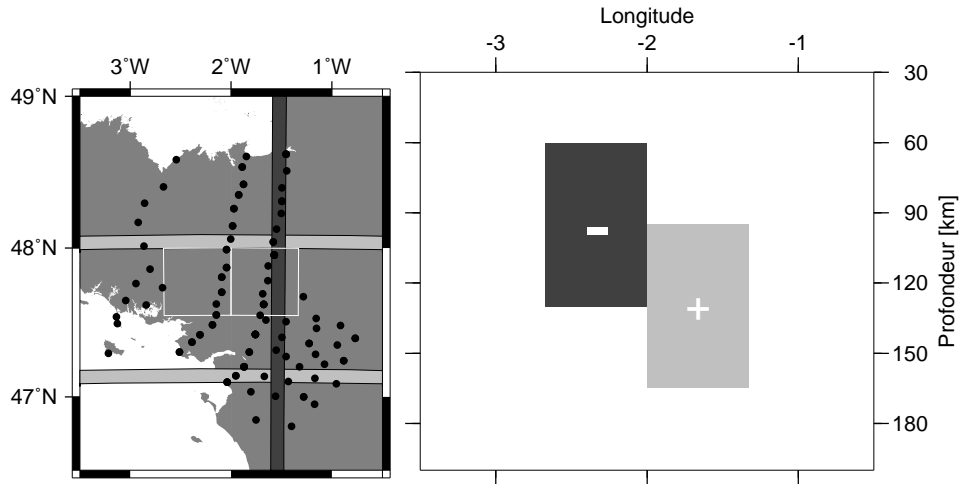 3˚W 2˚W 1˚W
49˚N
48˚N
47˚N
Longitude
-3 -2 -1
30
60
90
120
150
180
Profondeur [km]
- +